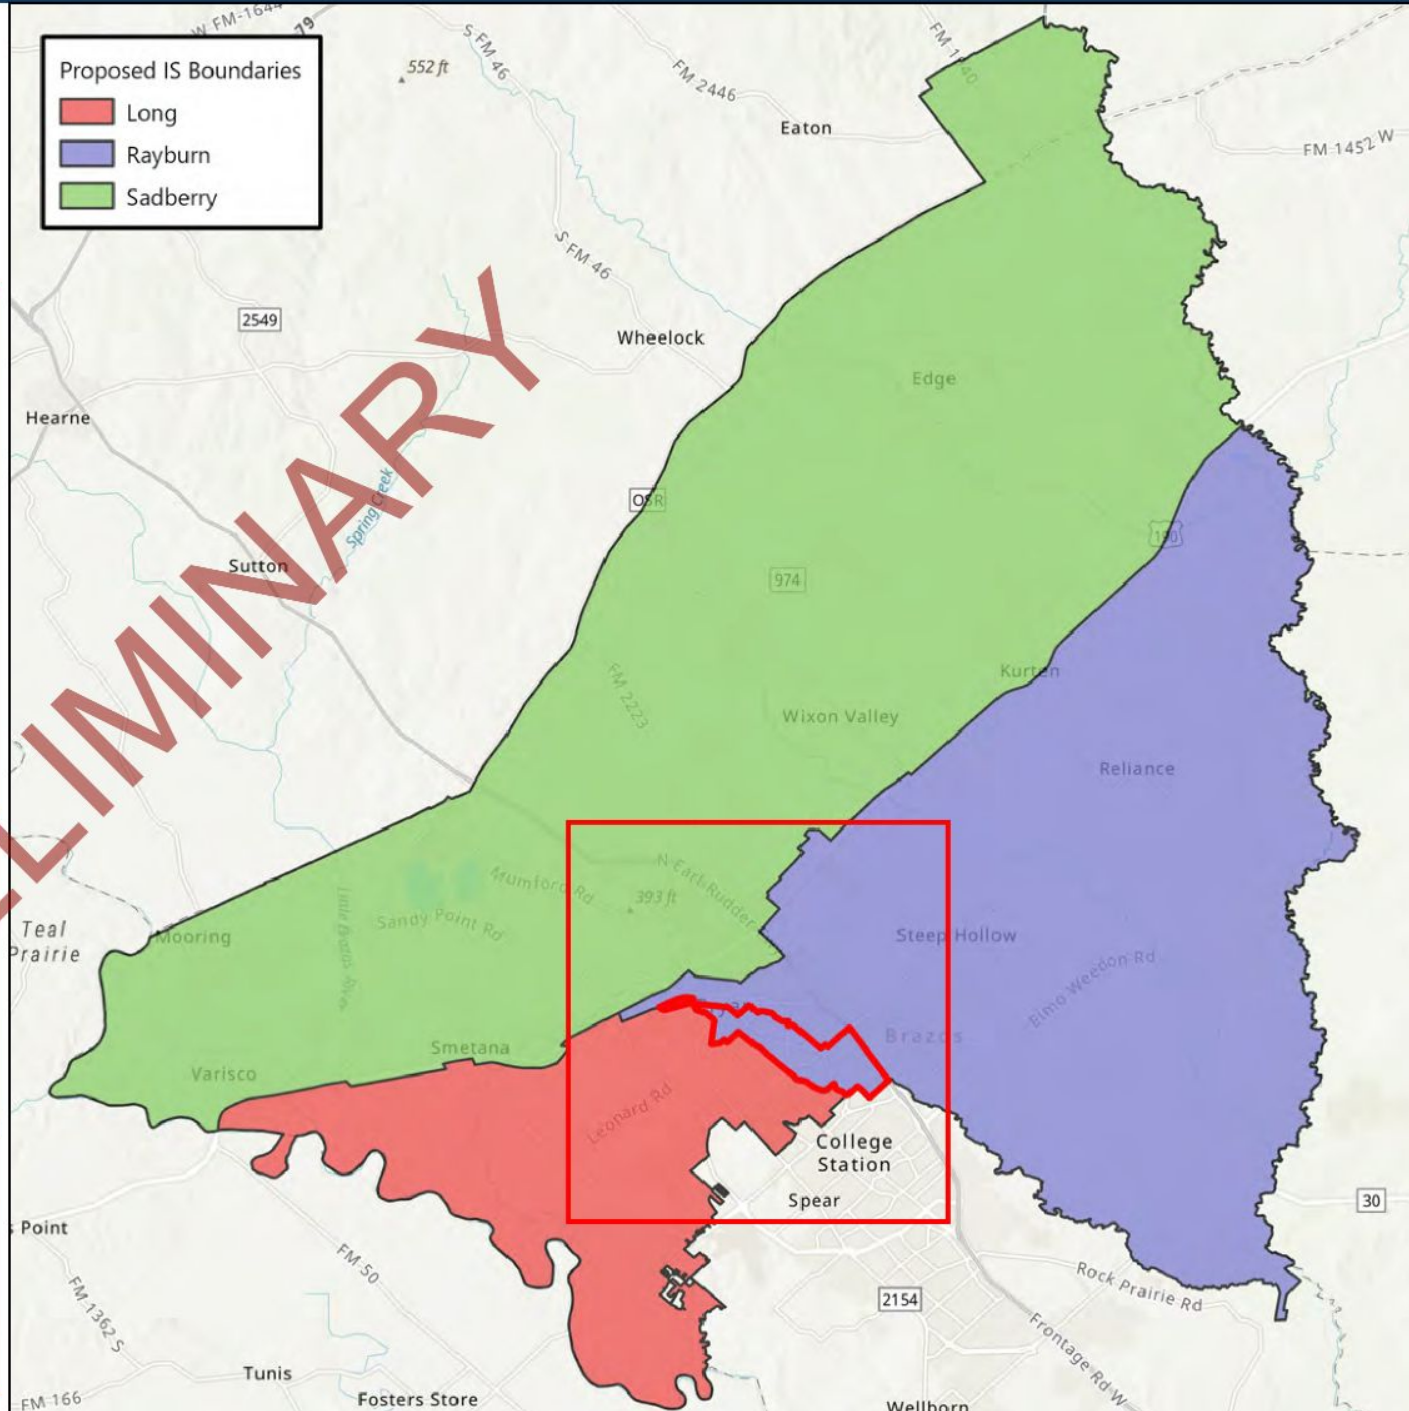 W FM-1644
79
Proposed IS Boundaries
Long
Rayburn
Sadberry
552 ft
S FM 46
FM 2446
Eaton
FM 1452 W
S FM 46
2549
Wheelock
Edge
Hearne
OSR
Spring Creek
190
Sutton
974
LIMINARY
FM 2223
Kurten
Wixon Valley
Reliance
N Earl Rudder
Mumford Rd
393 ft
Little Brazos River
Sandy Point Rd
Teal
Prairie
Mooring
Steep Hollow
Elmo Weedon Rd
Brazos
Smetana
Varisco
Leonard Rd
College
Station
Spear
30
s Point
FM 50
Rock Prairie Rd
2154
FM 1362 S
Frontage Rd W
Tunis
Fosters Store
FM 166
Wellborn